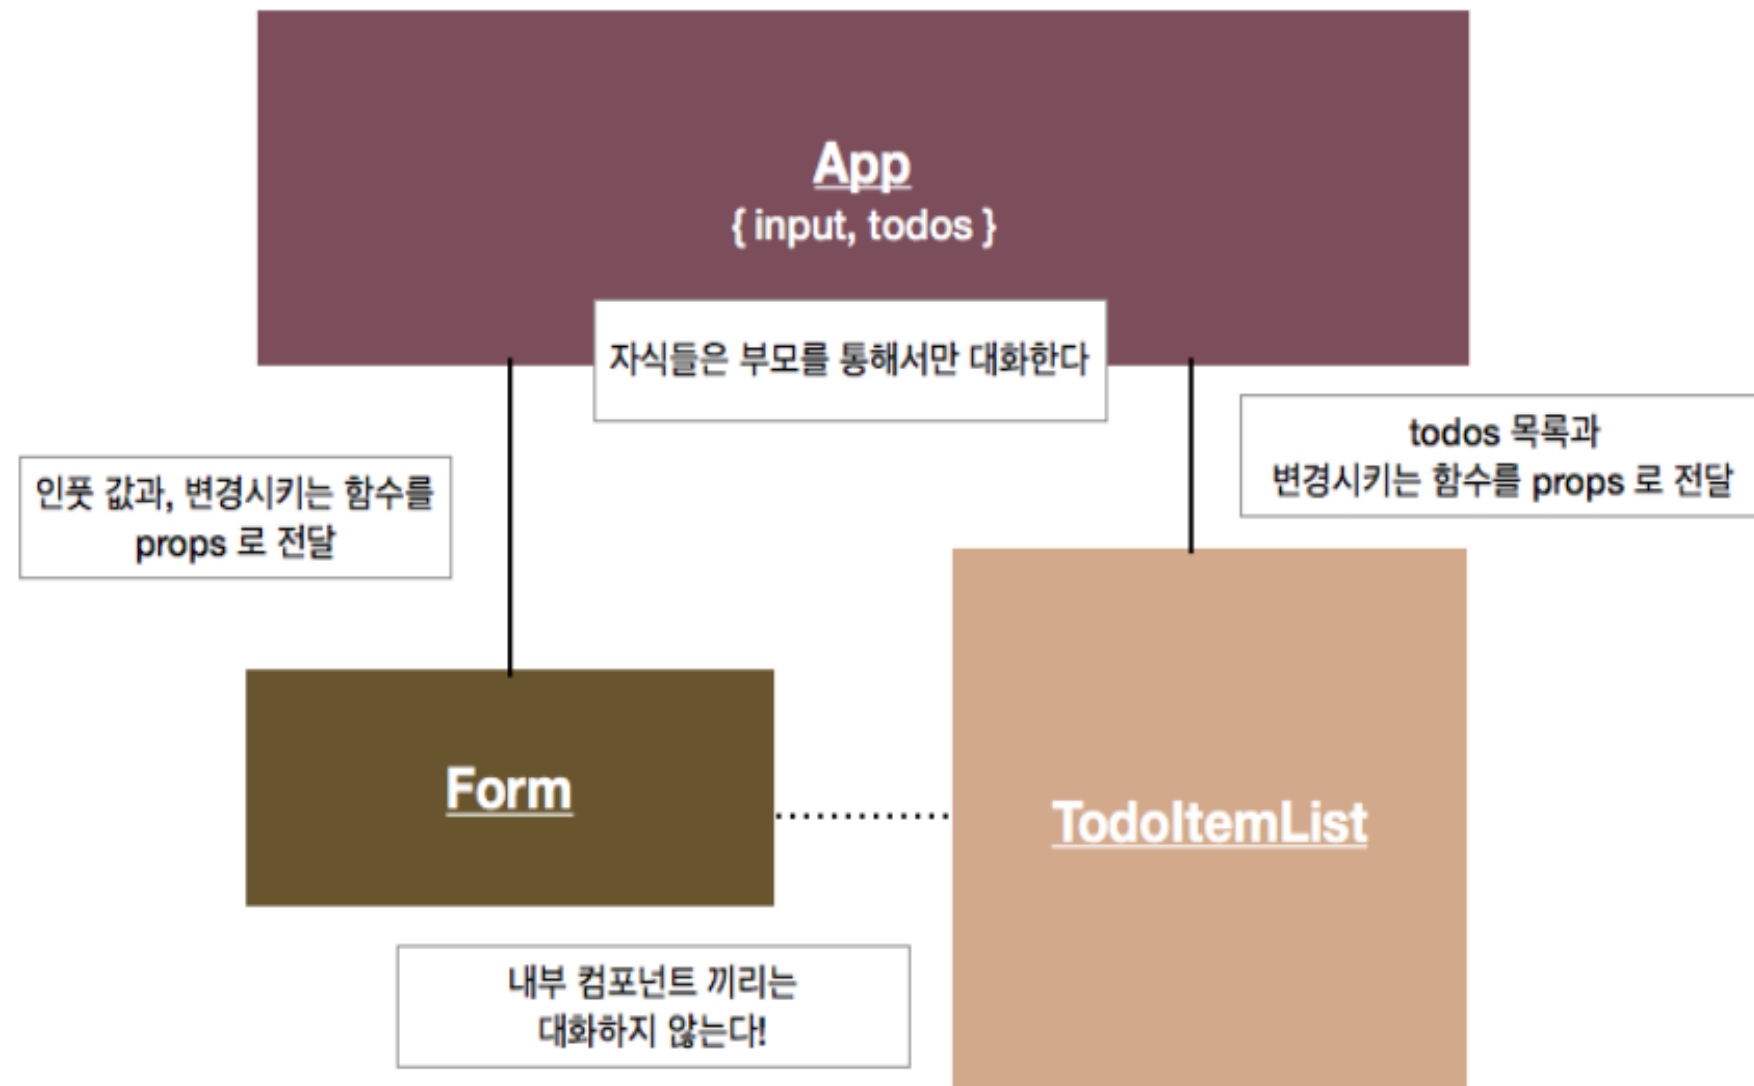 App
{ input, todos }
자식들은 부모를 통해서만 대화한다
todos 목록과
변경시키는 함수를 props 로 전달
인풋 값과, 변경시키는 함수를
props 로 전달
Form
TodoItemList
내부 컴포넌트 끼리는
대화하지 않는다!